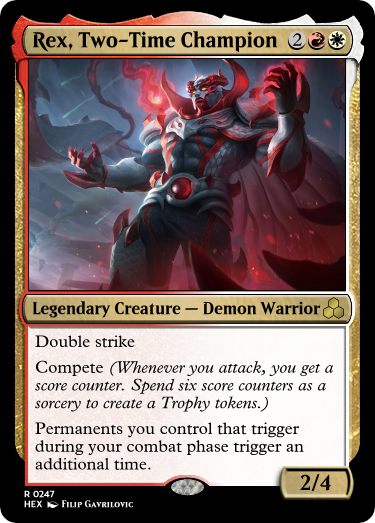 Rex, Two-Time Champion 2
Legendary Creature — Demon Warrior
Double strike
Compete (Whenever you attack, you get a
score counter. Spend six score counters as a
sorcery to create a Trophy tokens.)
Permanents you control that trigger
during your combat phase trigger an
additional time.
2/4
R 0247
HEX Filip Gavrilovic